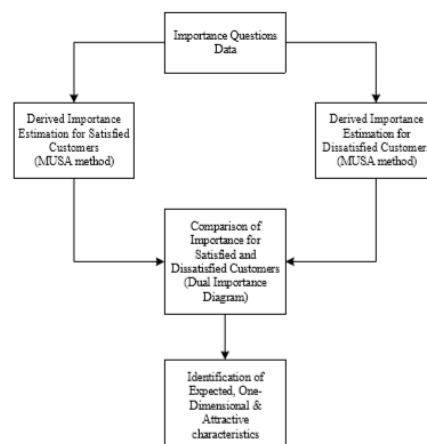 Importance Questions
Data
Derived Importance
Estimation for Satisfied
Customers
(MUSA method)
Derived Importance
Estimation for
Dissatisfied Customers
(MUSA method)
Comparison of
Importance for
Satisfied and
Dissatisfied Customers
(Dual Importance
Diagram)
Identification of
Expected, One-
Dimensional &
Attractive
characteristics